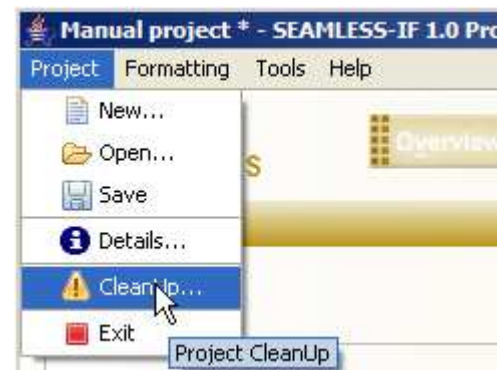 Manual project * - SEAMLESS-IF 1.0 Pro
Project Formatting Tools Help
New...
Open...
Save
Details...
CleanUp...
Exit
Project CleanUp
Overview
s